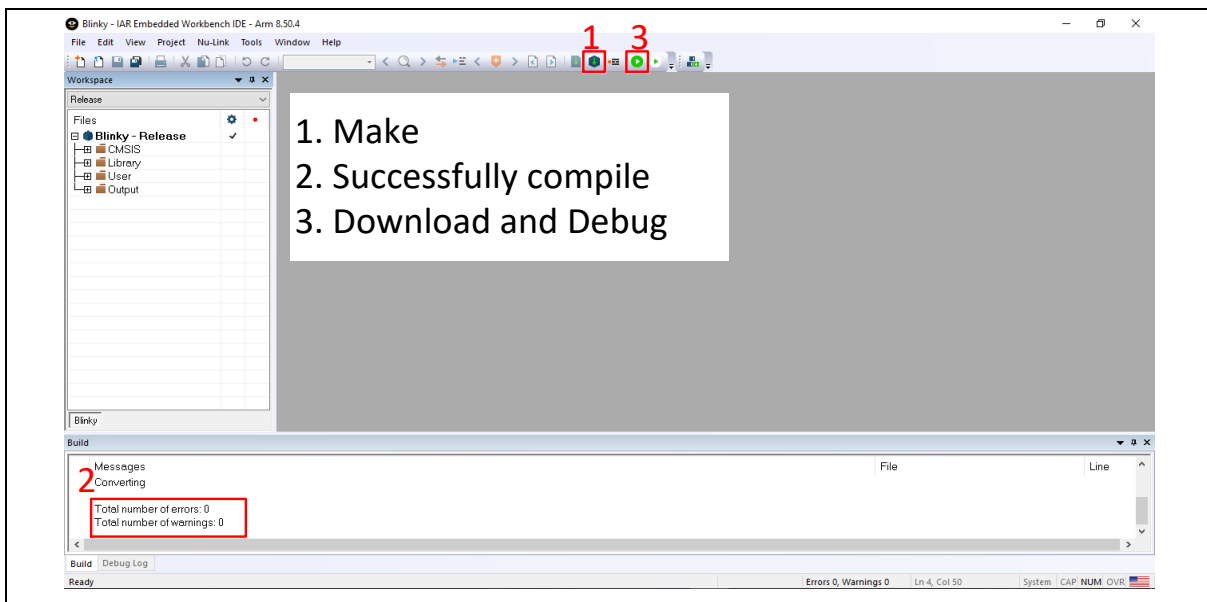 Blinky - IAR Embedded Workbench IDE - Arm 8.50.4
File Edit View Project Nu-Link Tools Window Help
1 3
Workspace
Release
Files
Blinky - Release
CMSIS
Library
User
Output
1. Make
2. Successfully compile
3. Download and Debug
Blinky
Build
Messages File Line
2
Converting
Total number of errors: 0
Total number of warnings: 0
Build Debug Log
Ready Errors 0, Warnings 0 Ln 4, Col 50 System CAP NUM OVR